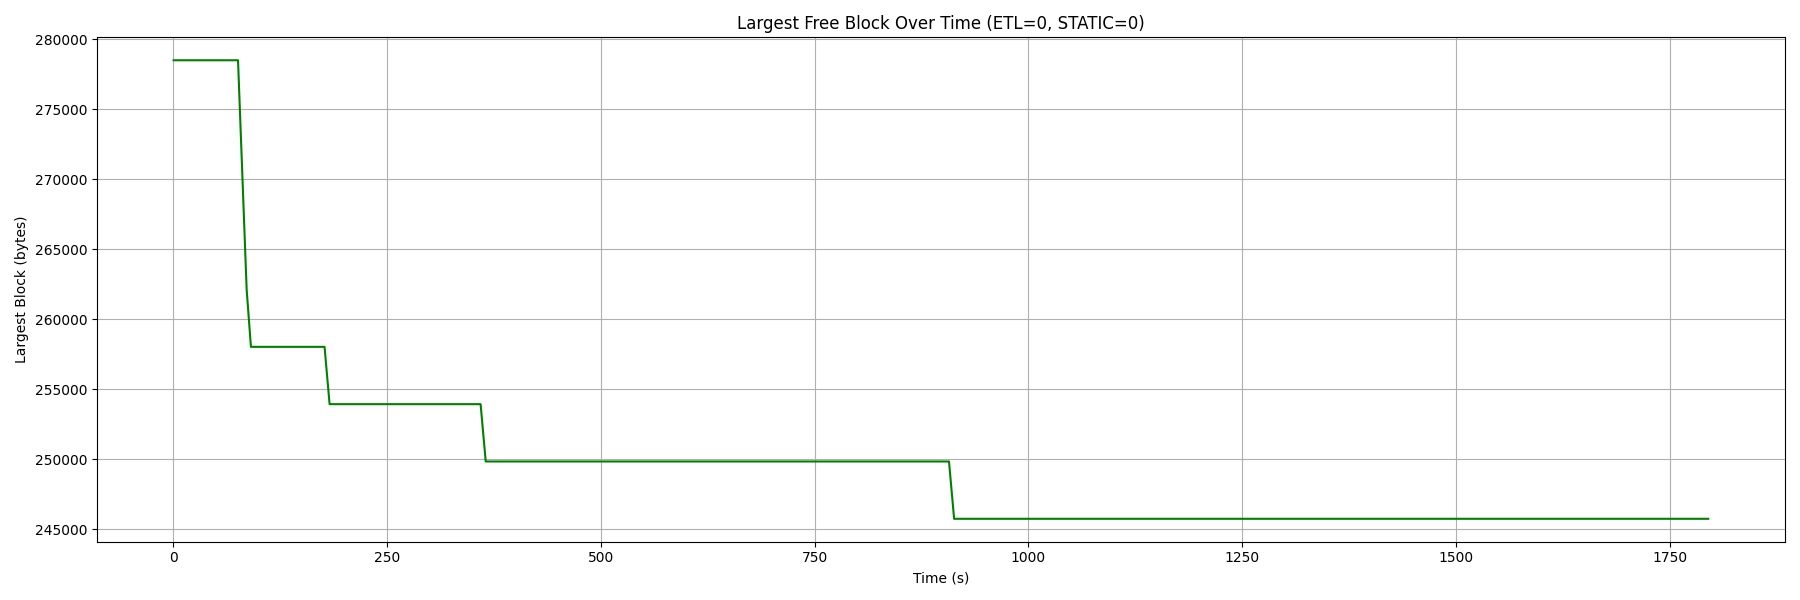 Largest Free Block Over Time (ETL=0, STATIC=0)
280000
275000
270000
265000
260000
255000
250000
245000
Largest Block (bytes)
0 250 500 750 1000 1250 1500 1750
Time (s)